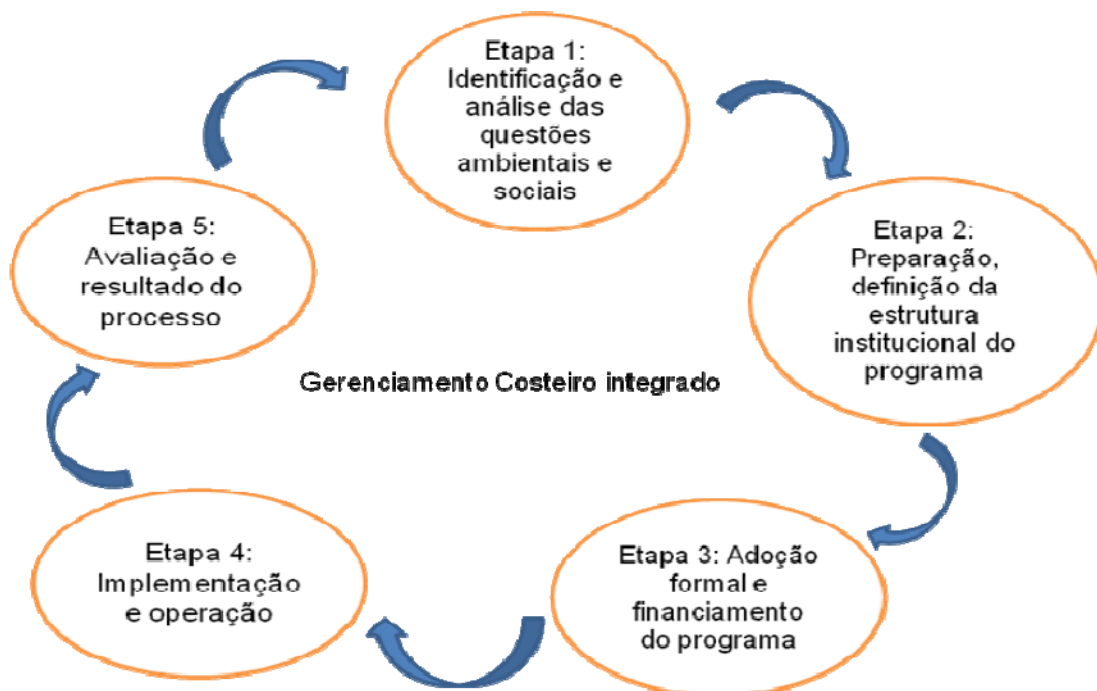 Etapa 1:
Identificação e
análise das
questões
ambientais e
sociais
Etapa 2:
Preparação,
definição da
estrutura
institucional do
programa
Etapa 3: Adoção
formal e
financiamento
do programa
Etapa 4:
Implementação
e operação
Etapa 5:
Avaliação e
resultado do
processo
Gerenciamento Costeiro integrado